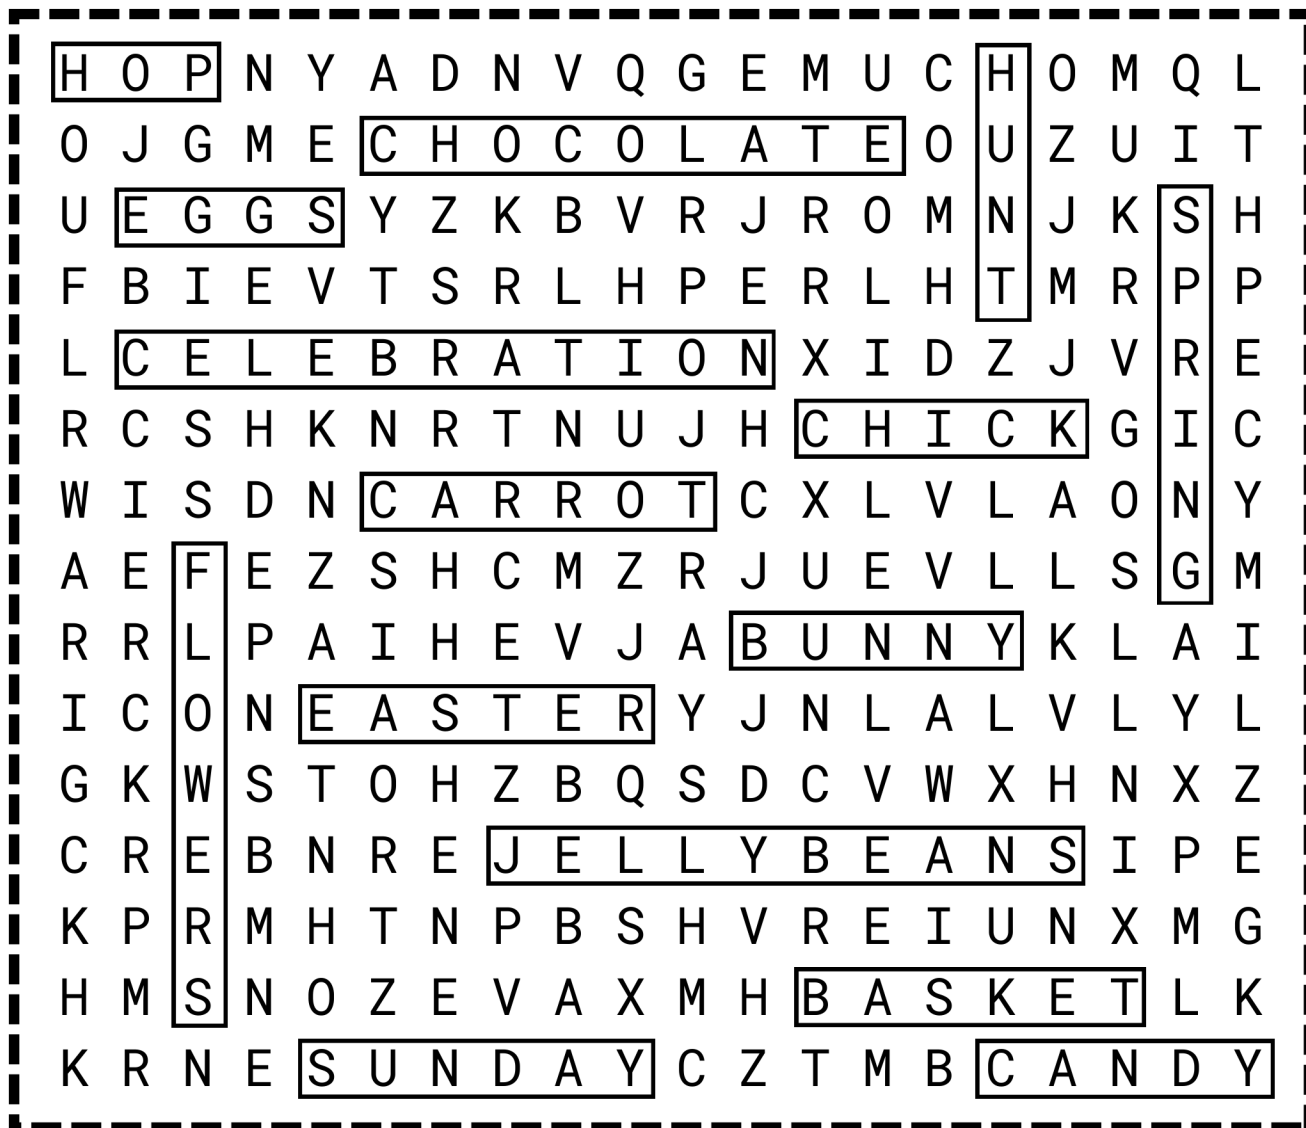 H O P N Y A D N V Q G E M U C H O M Q L
O J G M E C H O C O L A T E O U Z U I T
U E G G S Y Z K B V R J R O M N J K S H
F B I E V T S R L H P E R L H T M R P P
L C E L E B R A T I O N X I D Z J V R E
R C S H K N R T N U J H C H I C K G I C
W I S D N C A R R O T C X L V L A O N Y
A E F E Z S H C M Z R J U E V L L S G M
R R L P A I H E V J A B U N N Y K L A I
I C O N E A S T E R Y J N L A L V L Y L
G K W S T O H Z B Q S D C V W X H N X Z
C R E B N R E J E L L Y B E A N S I P E
K P R M H T N P B S H V R E I U N X M G
H M S N O Z E V A X M H B A S K E T L K
K R N E S U N D A Y C Z T M B C A N D Y